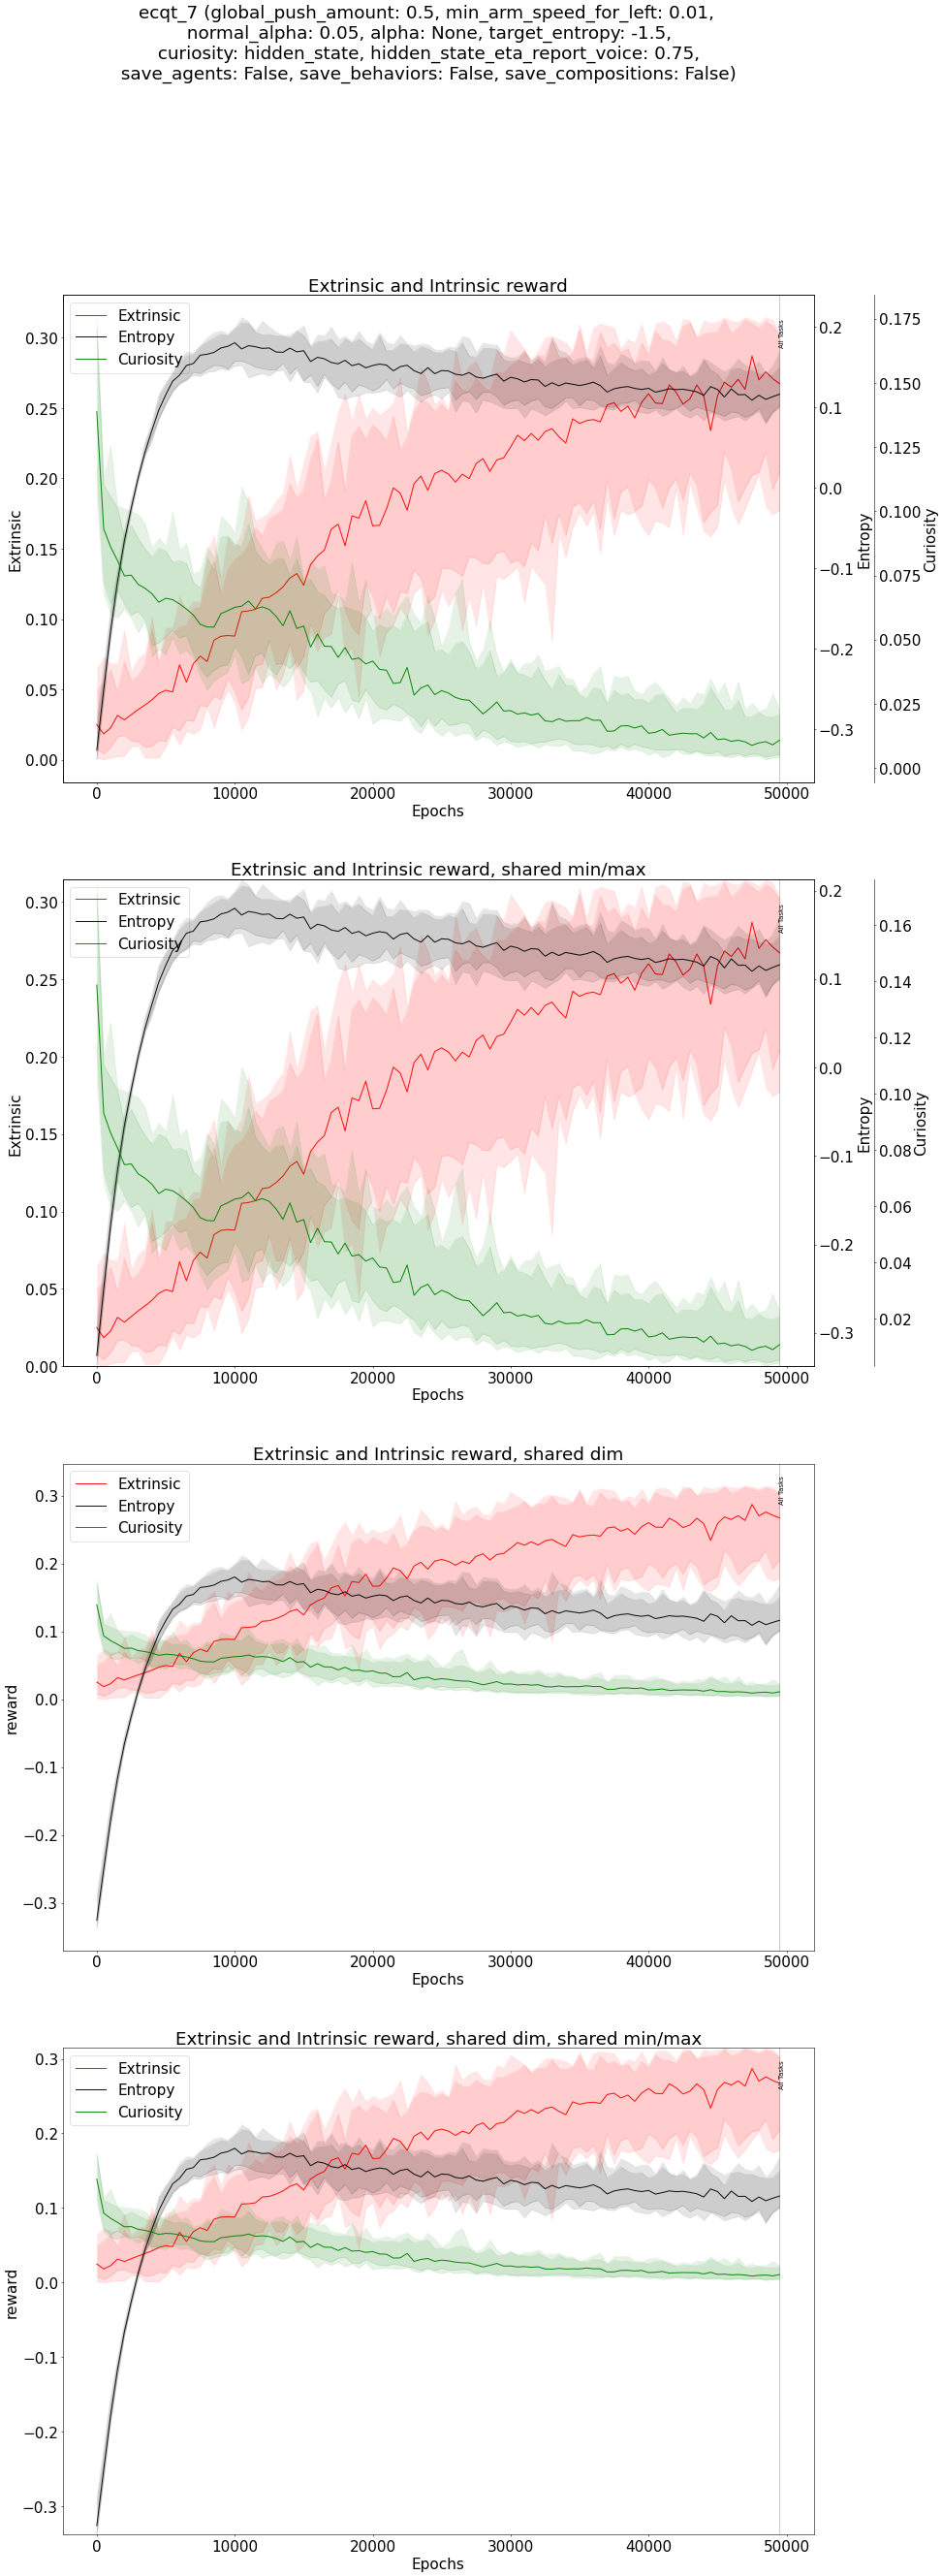 ecqt_7 (global_push_amount: 0.5, min_arm_speed_for_left: 0.01,
normal_alpha: 0.05, alpha: None, target_entropy: -1.5,
curiosity: hidden_state, hidden_state_eta_report_voice: 0.75,
save_agents: False, save_behaviors: False, save_compositions: False)
Extrinsic and Intrinsic reward
Extrinsic
Entropy
Curiosity
All Tasks
0.30
0.25
0.20
0.15
0.10
0.05
0.00
Extrinsic
0.2
0.1
0.0
−0.1
−0.2
−0.3
Entropy
0.175
0.150
0.125
0.100
0.075
0.050
0.025
0.000
Curiosity
0 10000 20000 30000 40000 50000
Epochs
Extrinsic and Intrinsic reward, shared min/max
Extrinsic
Entropy
Curiosity
All Tasks
0.30
0.25
0.20
0.15
0.10
0.05
0.00
Extrinsic
0.2
0.1
0.0
−0.1
−0.2
−0.3
Entropy
0.16
0.14
0.12
0.10
0.08
0.06
0.04
0.02
Curiosity
0 10000 20000 30000 40000 50000
Epochs
Extrinsic and Intrinsic reward, shared dim
Extrinsic
Entropy
Curiosity
All Tasks
0.3
0.2
0.1
0.0
−0.1
−0.2
−0.3
reward
0 10000 20000 30000 40000 50000
Epochs
Extrinsic and Intrinsic reward, shared dim, shared min/max
Extrinsic
Entropy
Curiosity
All Tasks
0.3
0.2
0.1
0.0
−0.1
−0.2
−0.3
reward
0 10000 20000 30000 40000 50000
Epochs